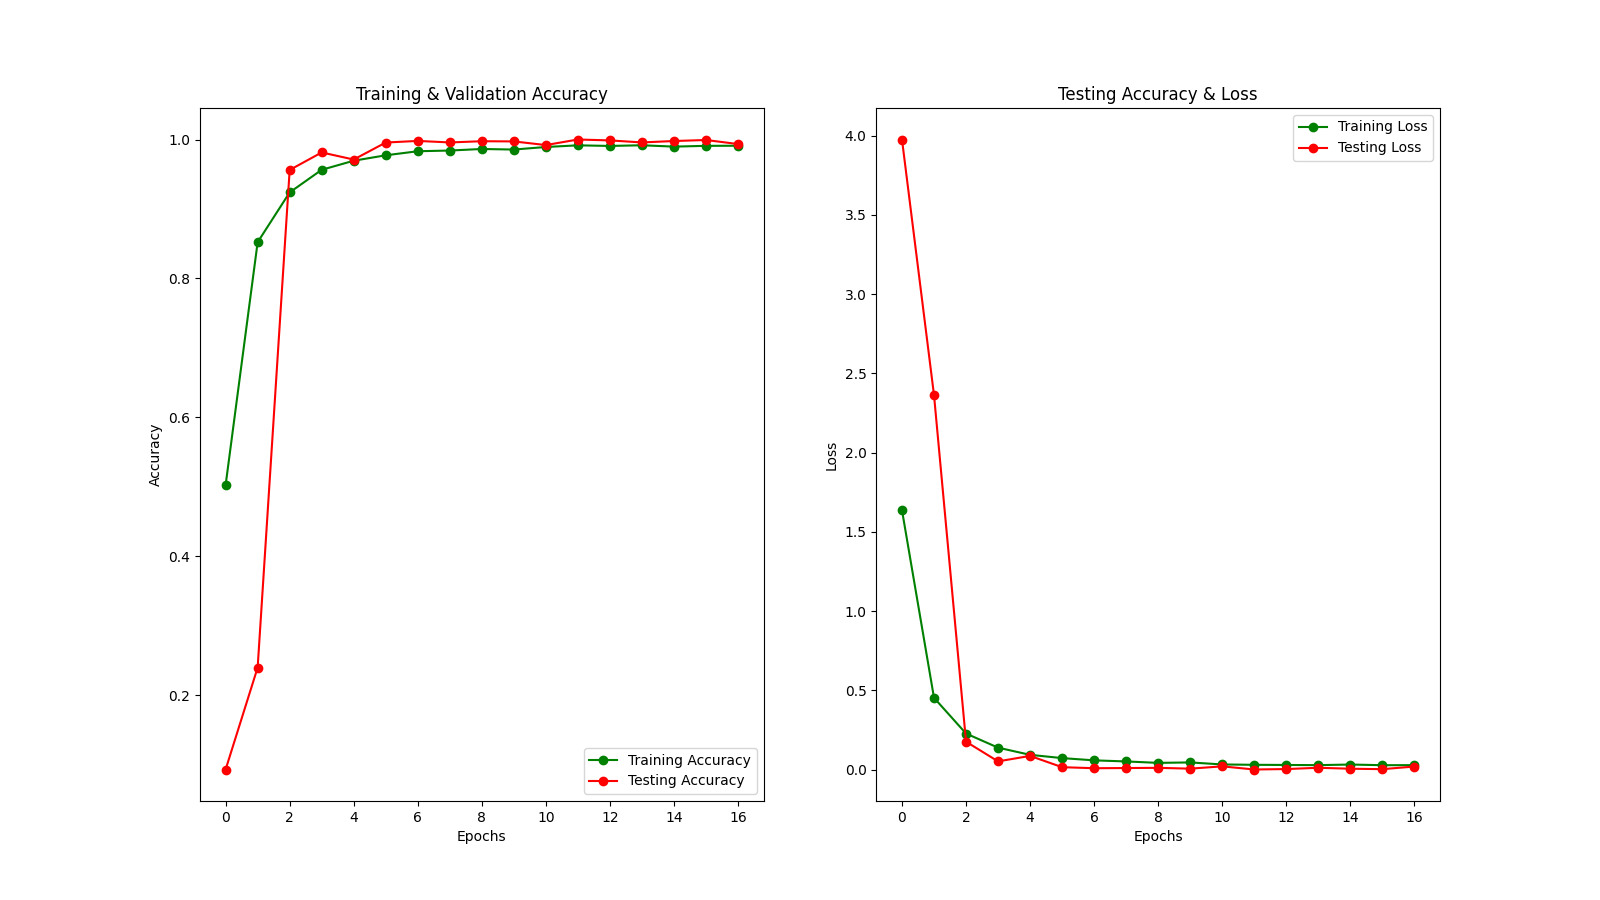 Training & Validation Accuracy
1.0
0.8
0.6
0.4
0.2
Accuracy
Training Accuracy
Testing Accuracy
0 2 4 6 8 10 12 14 16
Epochs
Testing Accuracy & Loss
Training Loss
Testing Loss
4.0
3.5
3.0
2.5
2.0
1.5
1.0
0.5
0.0
Loss
0 2 4 6 8 10 12 14 16
Epochs